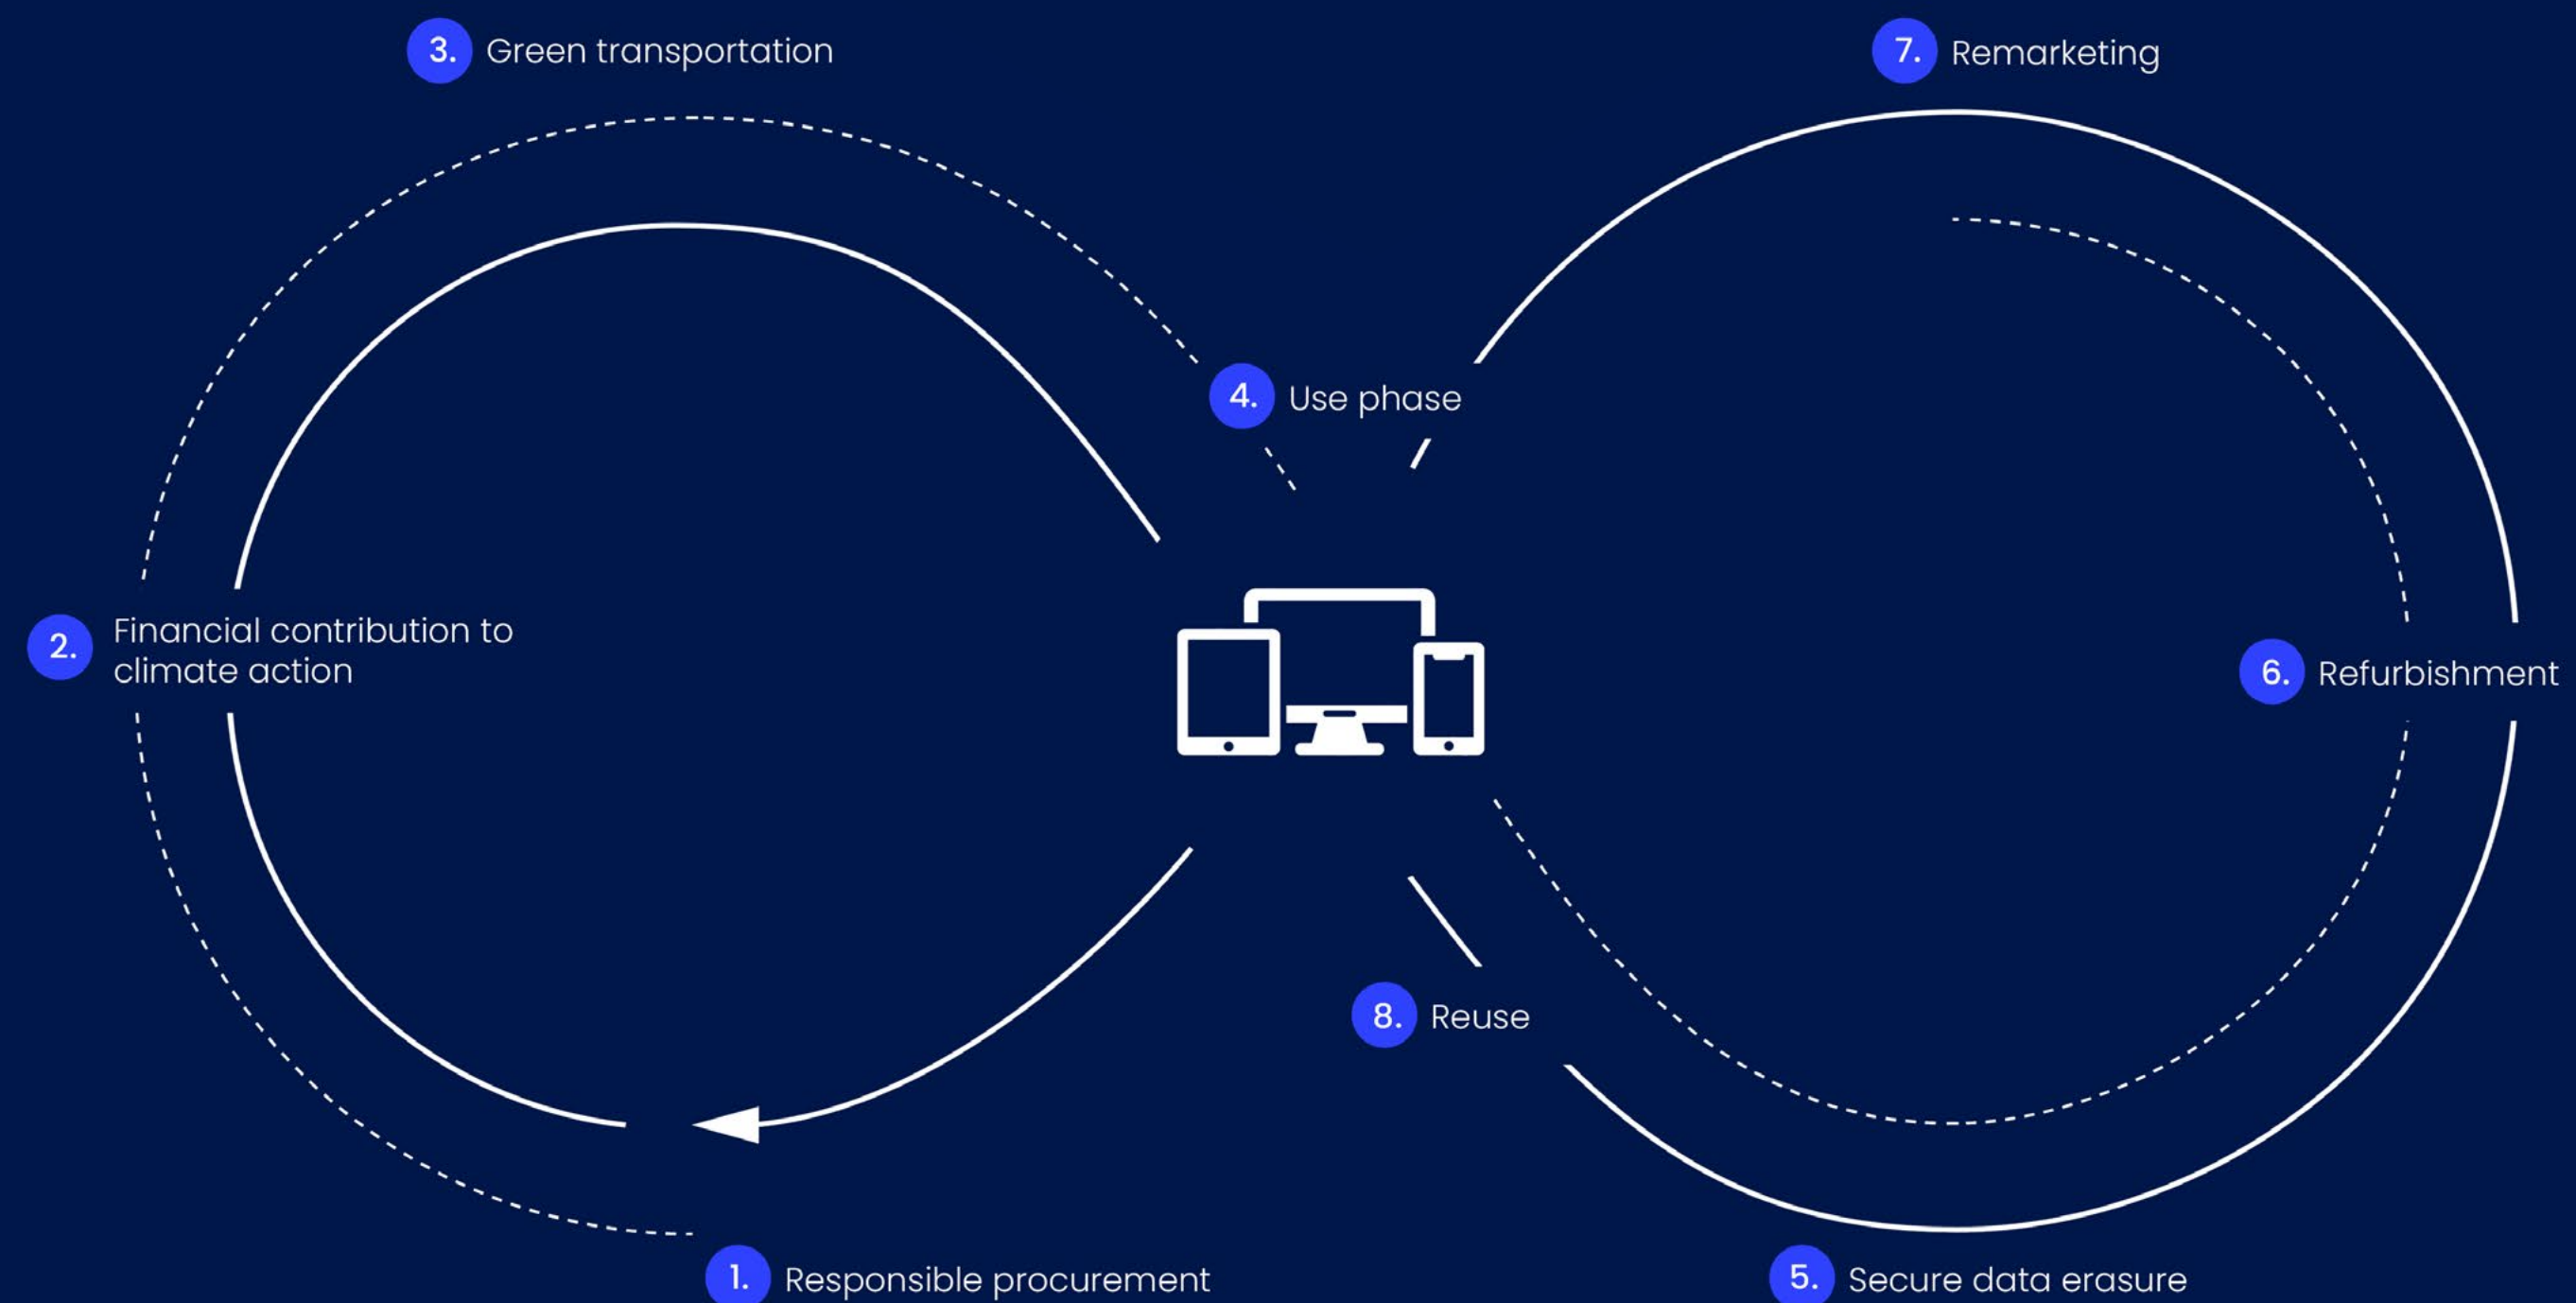 3. Green transportation
7. Remarketing
4. Use phase
2. Financial contribution to
climate action
6. Refurbishment
8. Reuse
1. Responsible procurement
5. Secure data erasure